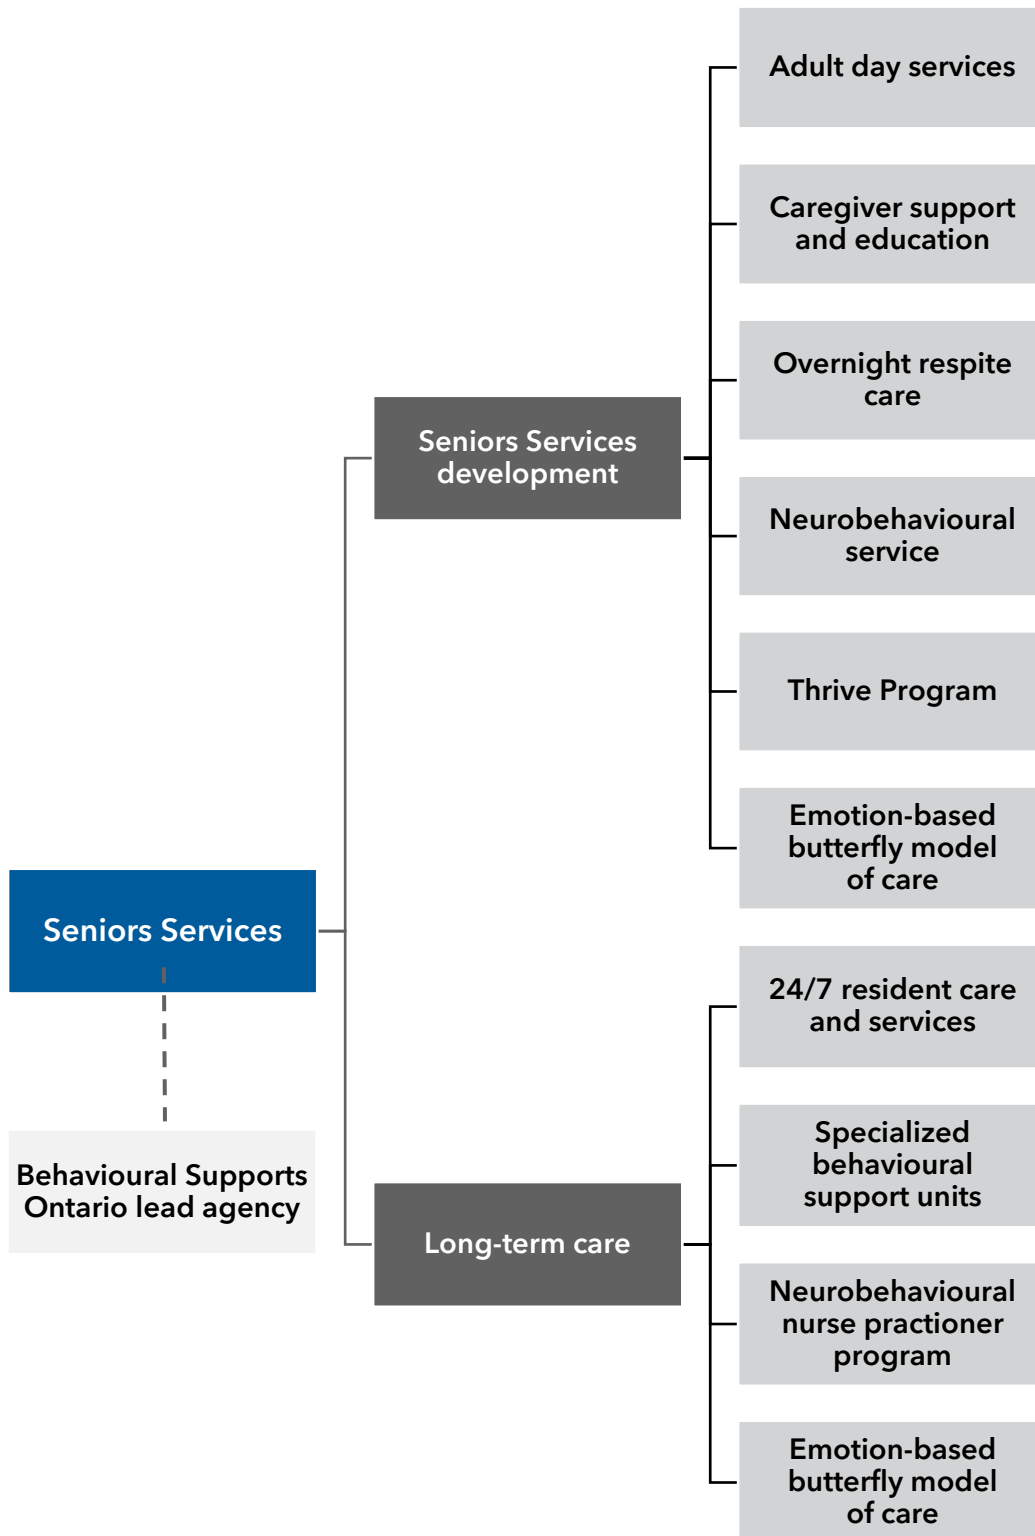 Seniors Services
Behavioural Supports
Ontario lead agency
Seniors Services
development
Adult day services
Caregiver support
and education
Overnight respite
care
Neurobehavioural
service
Thrive Program
Emotion-based
butterfly model
of care
Long-term care
24/7 resident care
and services
Specialized
behavioural
support units
Neurobehavioural
nurse practioner
program
Emotion-based
butterfly model
of care